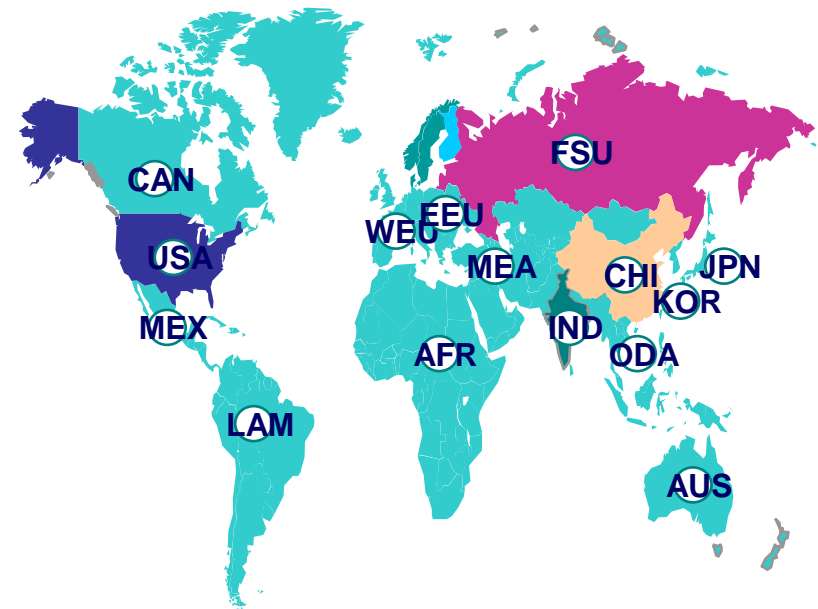 FSU
CAN
EEU
WEU
USA
MEA
JPN
CHI
KOR
MEX
IND
AFR
ODA
LAM
AUS